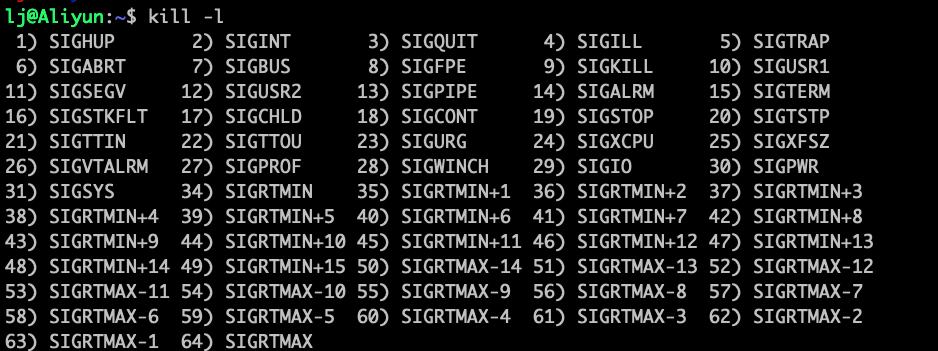 lj@Aliyun:~$ kill -l
 1) SIGHUP       2) SIGINT       3) SIGQUIT      4) SIGILL       5) SIGTRAP
 6) SIGABRT      7) SIGBUS       8) SIGFPE       9) SIGKILL     10) SIGUSR1
11) SIGSEGV     12) SIGUSR2     13) SIGPIPE     14) SIGALRM     15) SIGTERM
16) SIGSTKFLT   17) SIGCHLD     18) SIGCONT     19) SIGSTOP     20) SIGTSTP
21) SIGTTIN     22) SIGTTOU     23) SIGURG      24) SIGXCPU     25) SIGXFSZ
26) SIGVTALRM   27) SIGPROF     28) SIGWINCH    29) SIGIO       30) SIGPWR
31) SIGSYS      34) SIGRTMIN    35) SIGRTMIN+1  36) SIGRTMIN+2  37) SIGRTMIN+3
38) SIGRTMIN+4  39) SIGRTMIN+5  40) SIGRTMIN+6  41) SIGRTMIN+7  42) SIGRTMIN+8
43) SIGRTMIN+9  44) SIGRTMIN+10 45) SIGRTMIN+11 46) SIGRTMIN+12 47) SIGRTMIN+13
48) SIGRTMIN+14 49) SIGRTMIN+15 50) SIGRTMAX-14 51) SIGRTMAX-13 52) SIGRTMAX-12
53) SIGRTMAX-11 54) SIGRTMAX-10 55) SIGRTMAX-9  56) SIGRTMAX-8  57) SIGRTMAX-7
58) SIGRTMAX-6  59) SIGRTMAX-5  60) SIGRTMAX-4  61) SIGRTMAX-3  62) SIGRTMAX-2
63) SIGRTMAX-1  64) SIGRTMAX